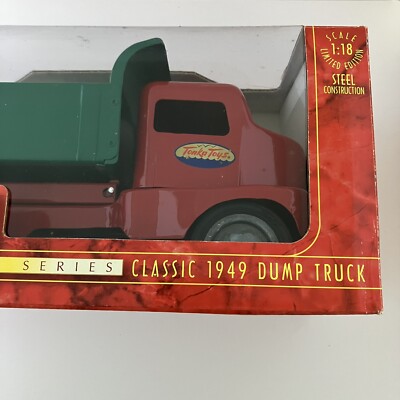 SCALE
1:18
LIMITED EDITION
STEEL
CONSTRUCTION
Tonka Toys
SERIES
CLASSIC 1949 DUMP TRUCK